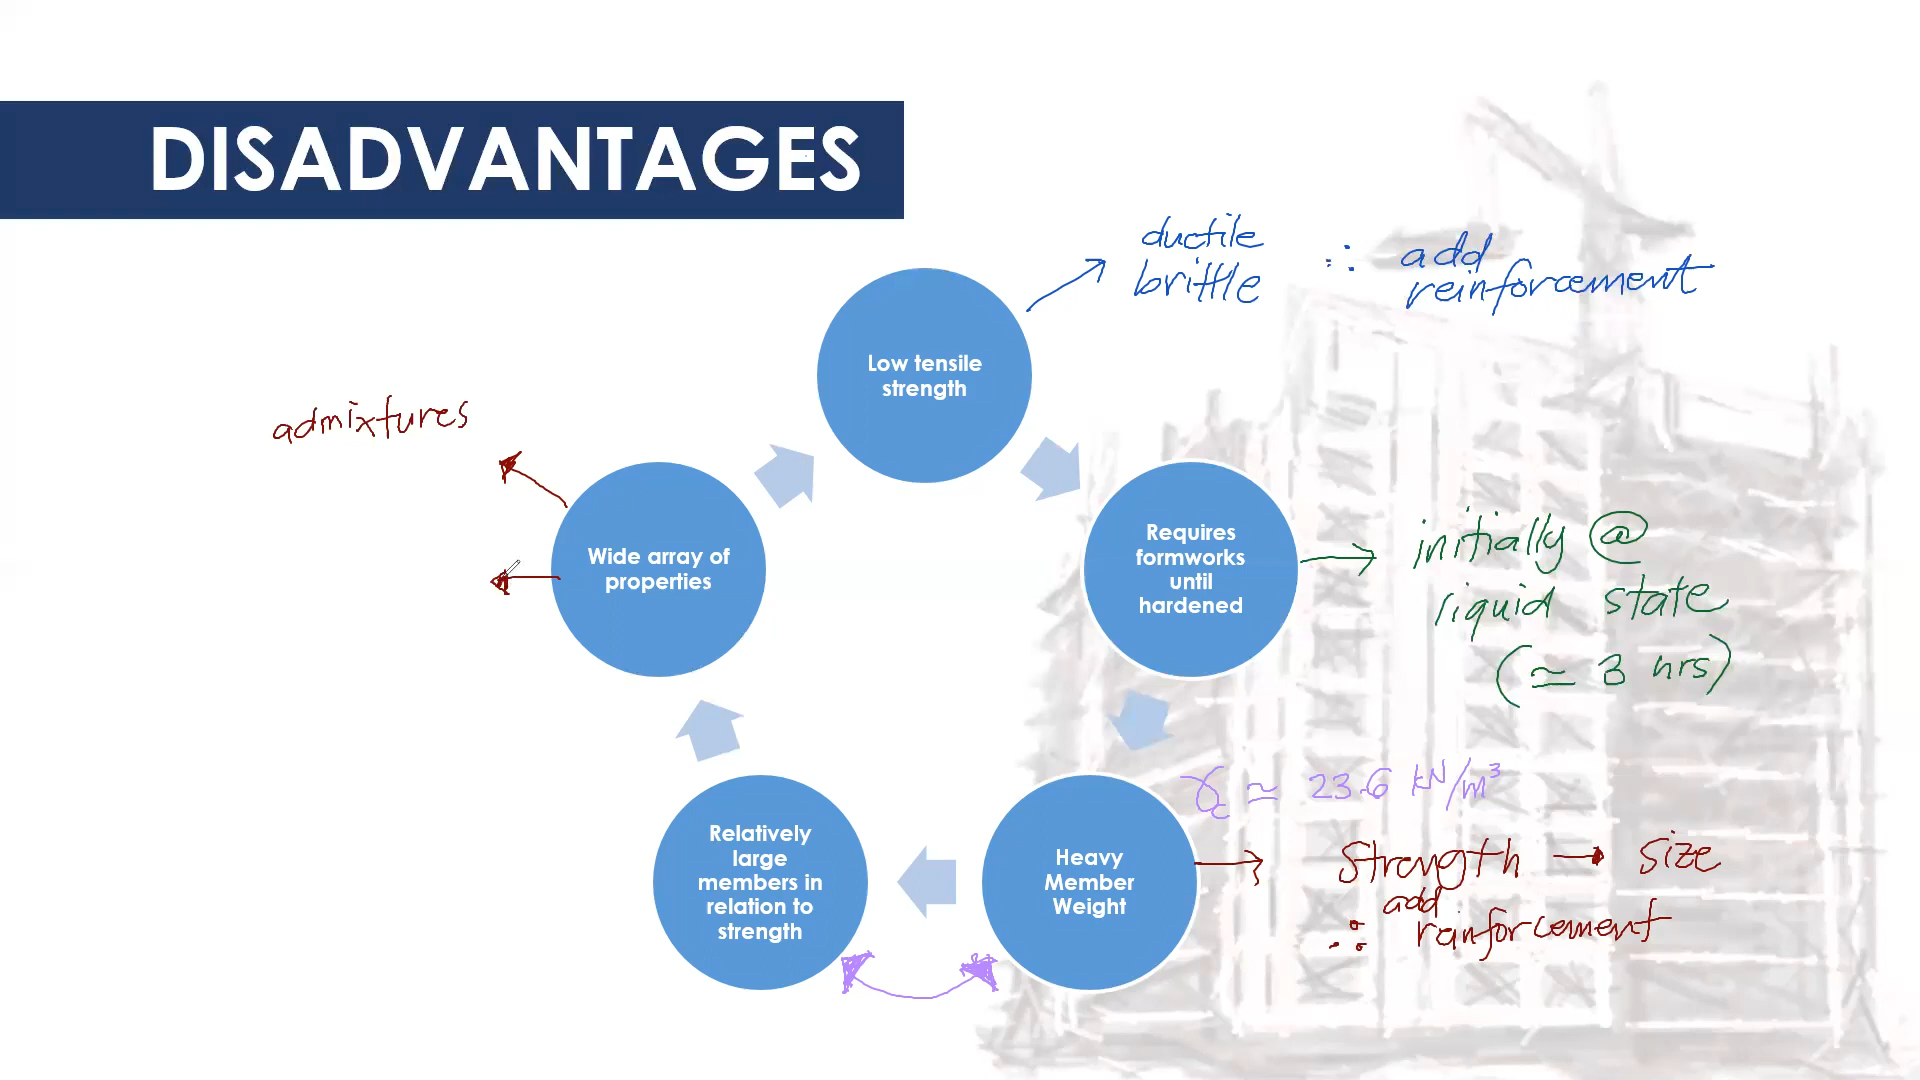 DISADVANTAGES
ductile
brittle
∴ add
reinforcement
Low tensile
strength
admixtures
Wide array of
properties
Requires
formworks
until
hardened
initially @
liquid state
(≃ 3 hrs)
γc ≃ 23.6 kN/m³
Relatively
large
members in
relation to
strength
Heavy
Member
Weight
Strength → size
add
∴ reinforcement